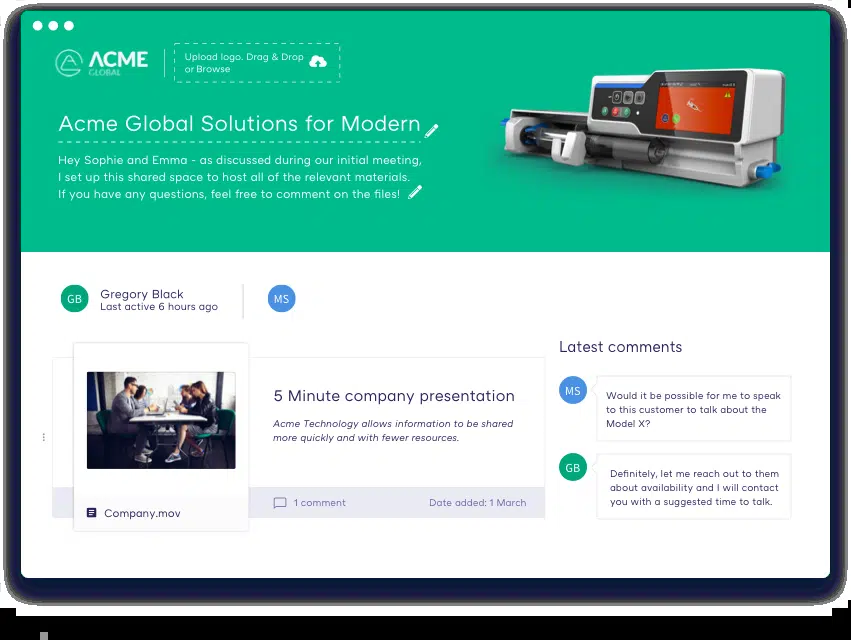 ACME
GLOBAL
Upload logo. Drag & Drop
or Browse
Acme Global Solutions for Modern
Hey Sophie and Emma - as discussed during our initial meeting,
I set up this shared space to host all of the relevant materials.
If you have any questions, feel free to comment on the files!
GB
Gregory Black
Last active 6 hours ago
MS
5 Minute company presentation
Acme Technology allows information to be shared
more quickly and with fewer resources.
Company.mov
1 comment
Date added: 1 March
Latest comments
MS
Would it be possible for me to speak
to this customer to talk about the
Model X?
GB
Definitely, let me reach out to them
about availability and I will contact
you with a suggested time to talk.